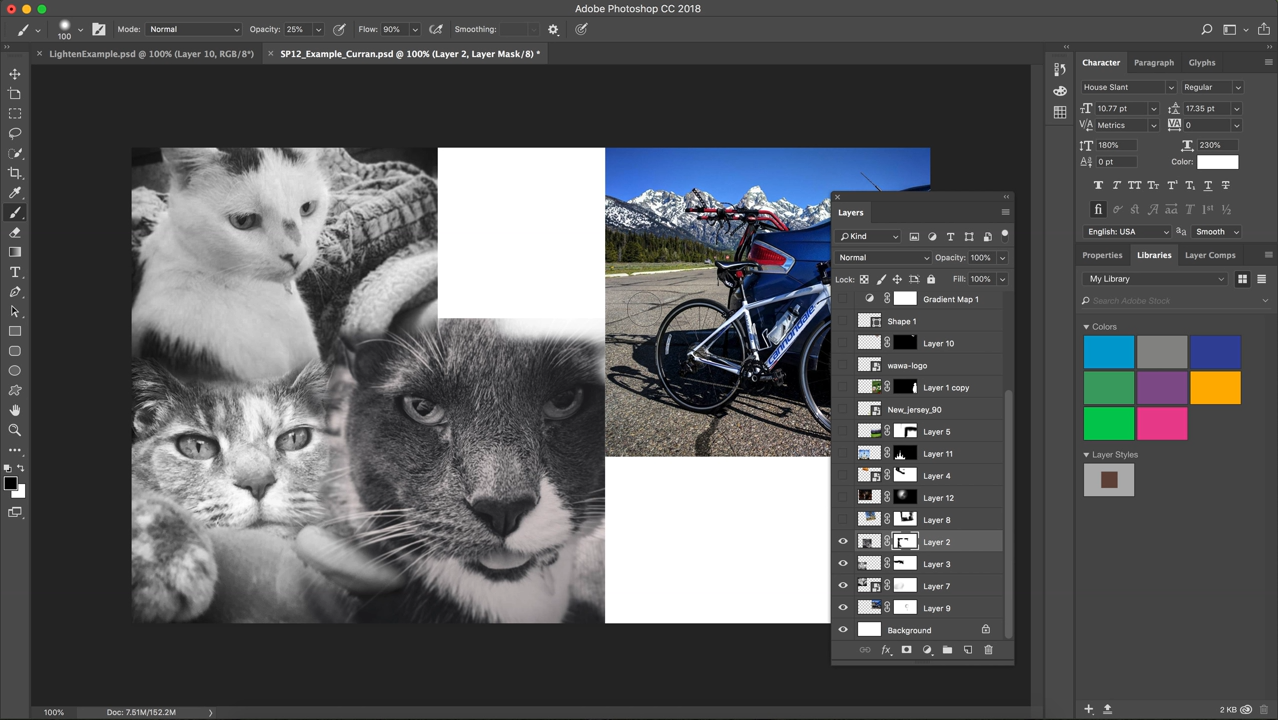 Adobe Photoshop CC 2018
100 Mode: Normal Opacity: 25% Flow: 90% Smoothing:
LightenExample.psd @ 100% (Layer 10, RGB/8*) SP12_Example_Curran.psd @ 100% (Layer 2, Layer Mask/8) *
Character Paragraph Glyphs
House Slant Regular
10.77 pt 17.35 pt
Metrics 0
180% 230%
0 pt Color:
English: USA Smooth
Properties Libraries Layer Comps
My Library
Search Adobe Stock
Colors
Layer Styles
2 KB
Layers
Kind
Normal Opacity: 100%
Lock: Fill: 100%
Gradient Map 1
Shape 1
Layer 10
wawa-logo
Layer 1 copy
New_jersey_90
Layer 5
Layer 11
Layer 4
Layer 12
Layer 8
Layer 2
Layer 3
Layer 7
Layer 9
Background
cannondale
100% Doc: 7.51M/152.2M